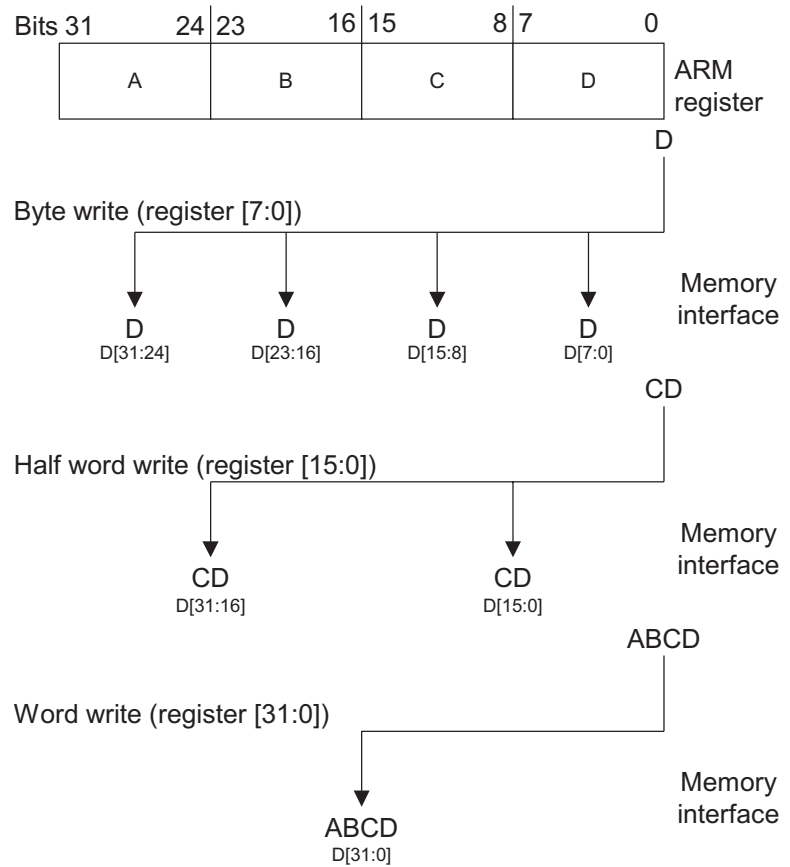 Bits 31 24 23 16 15 8 7 0
A B C D
ARM
register
D
Byte write (register [7:0])
Memory
interface
D D D D
D[31:24] D[23:16] D[15:8] D[7:0]
CD
Half word write (register [15:0])
Memory
interface
CD CD
D[31:16] D[15:0]
ABCD
Word write (register [31:0])
Memory
interface
ABCD
D[31:0]